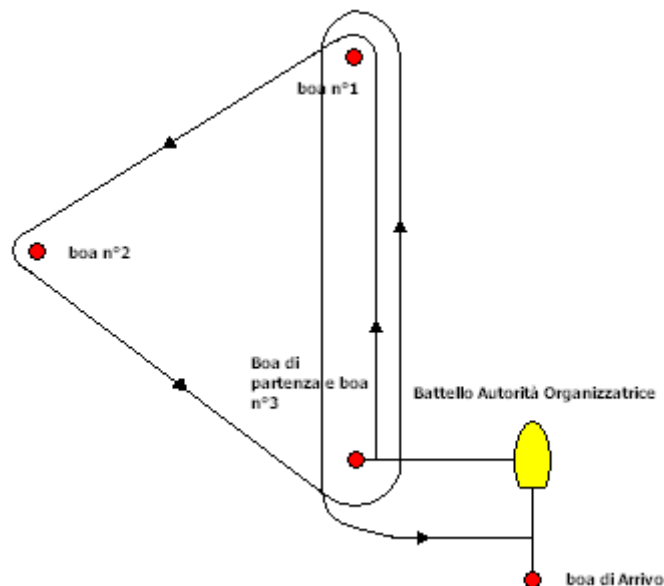 boa n°1
boa n°2
Boa di
partenza e boa
n°3
Battello Autorità Organizzatrice
boa di Arrivo